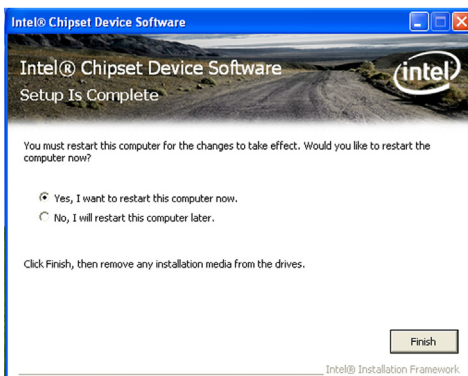 Intel® Chipset Device Software
Intel® Chipset Device Software
Setup Is Complete
intel
You must restart this computer for the changes to take effect. Would you like to restart the
computer now?
Yes, I want to restart this computer now.
No, I will restart this computer later.
Click Finish, then remove any installation media from the drives.
Finish
Intel® Installation Framework